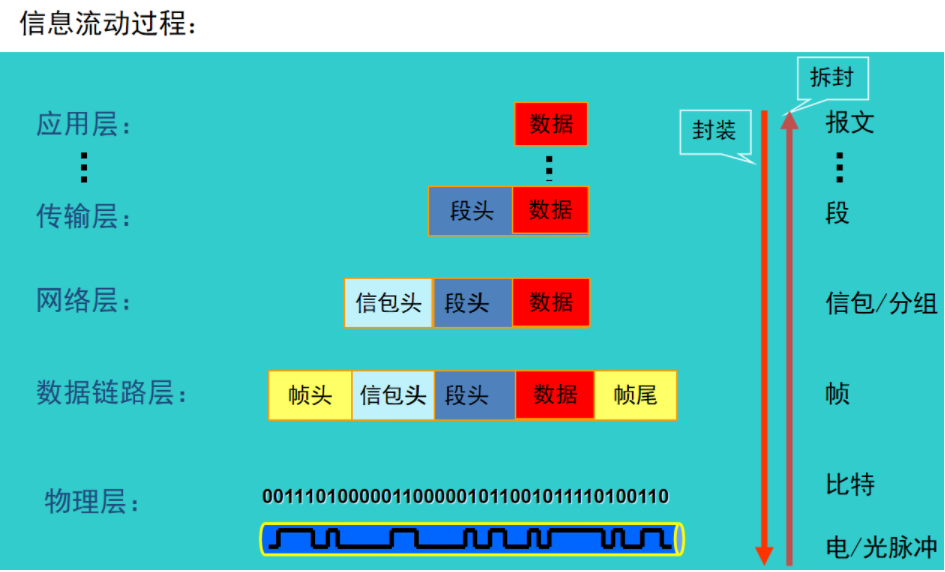 信息流动过程：
拆封
封装
应用层：
数据
报文
传输层：
段头 数据
段
网络层：
信包头 段头 数据
信包/分组
数据链路层：
帧头 信包头 段头 数据 帧尾
帧
物理层：
0011101000001100000101100101111010 0110
比特
电/光脉冲